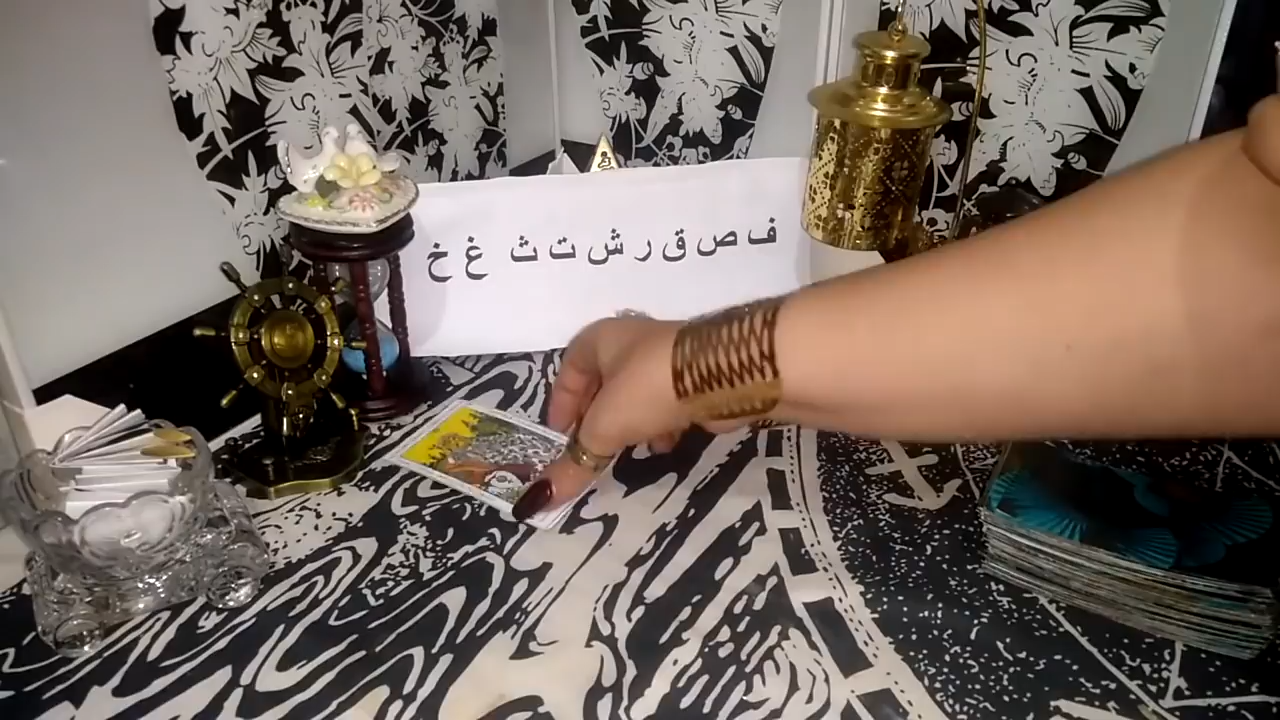 ف ص ق ر ش ت ث غ خ